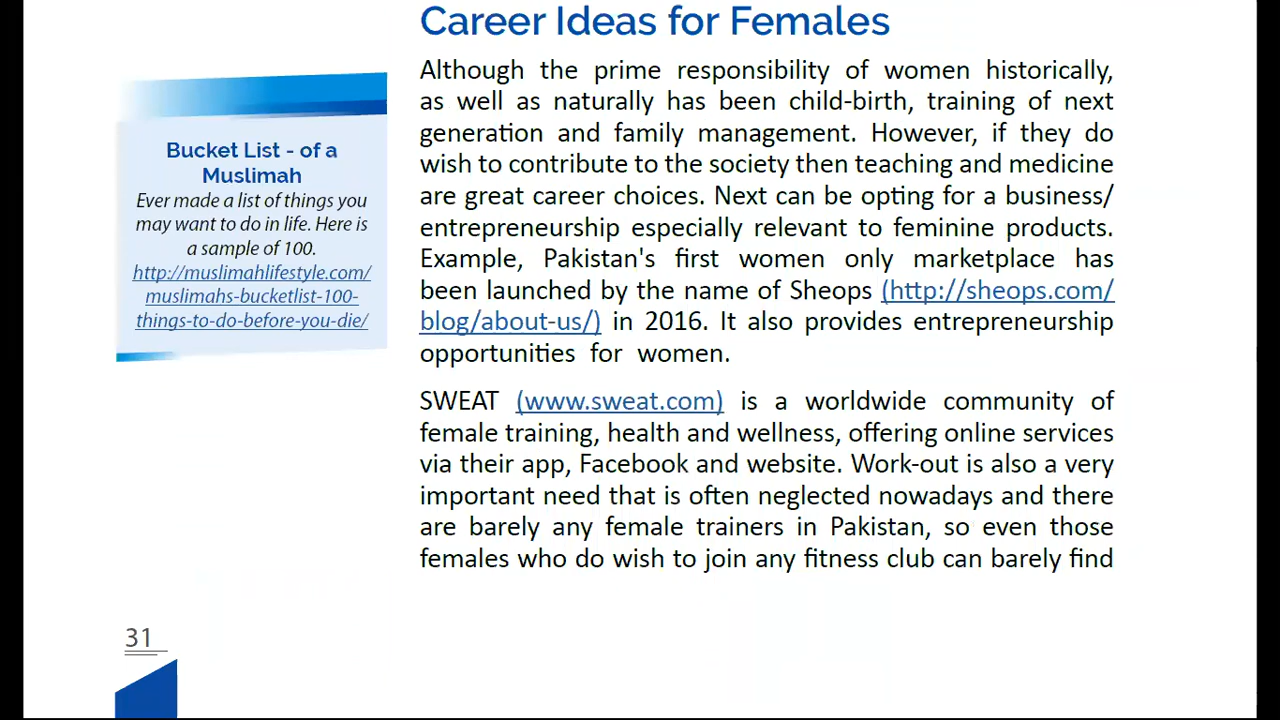 Career Ideas for Females
Although the prime responsibility of women historically,
as well as naturally has been child-birth, training of next
generation and family management. However, if they do
wish to contribute to the society then teaching and medicine
are great career choices. Next can be opting for a business/
entrepreneurship especially relevant to feminine products.
Example, Pakistan's first women only marketplace has
been launched by the name of Sheops (http://sheops.com/
blog/about-us/) in 2016. It also provides entrepreneurship
opportunities for women.
SWEAT (www.sweat.com) is a worldwide community of
female training, health and wellness, offering online services
via their app, Facebook and website. Work-out is also a very
important need that is often neglected nowadays and there
are barely any female trainers in Pakistan, so even those
females who do wish to join any fitness club can barely find
Bucket List - of a
Muslimah
Ever made a list of things you
may want to do in life. Here is
a sample of 100.
http://muslimahlifestyle.com/
muslimahs-bucketlist-100-
things-to-do-before-you-die/
31